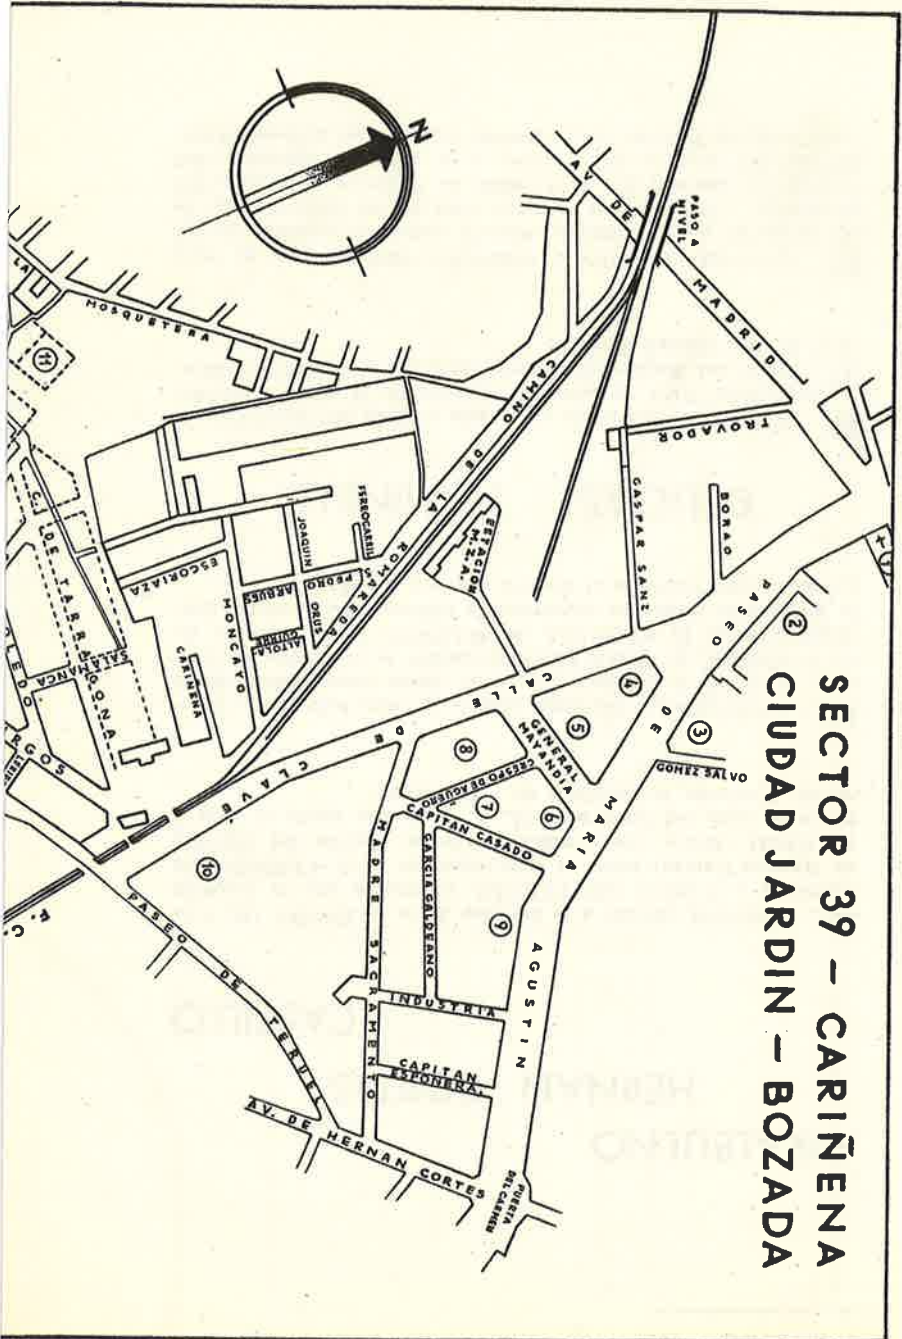 SECTOR 39 – CARIÑENA
CIUDAD JARDIN – BOZADA
N
PASO A
NIVEL
AV. DE MADRID
TROVADOR
BORAO
GASPAR SANZ
PASEO DE MARIA AGUSTIN
GOMEZ SALVO
2
3
4
5
6
7
8
9
10
11
LA
MOSQUETERA
CAMINO DE LA ROMAREDA
ESTACION
M.Z.A.
FERROCARRIL
JOAQUIN
PEDRO
ARBUES
ORUS
ALTOLA
GUIRRE
ESCORIAZA
MONCAYO
CARIÑENA
C. DE TARRAGONA
SALAMANCA
CALLE DE CLAVE
GENERAL
MAYANDIA
CRESPO DE AGUERO
CAPITAN CASADO
GARCIA GALDEANO
MADRE SACRAMENTO
INDUSTRIA
CAPITAN
ESPONERA.
PASEO DE TERUEL
AV. DE HERNAN CORTES
PUERTA
DEL CARMEN
F. C.